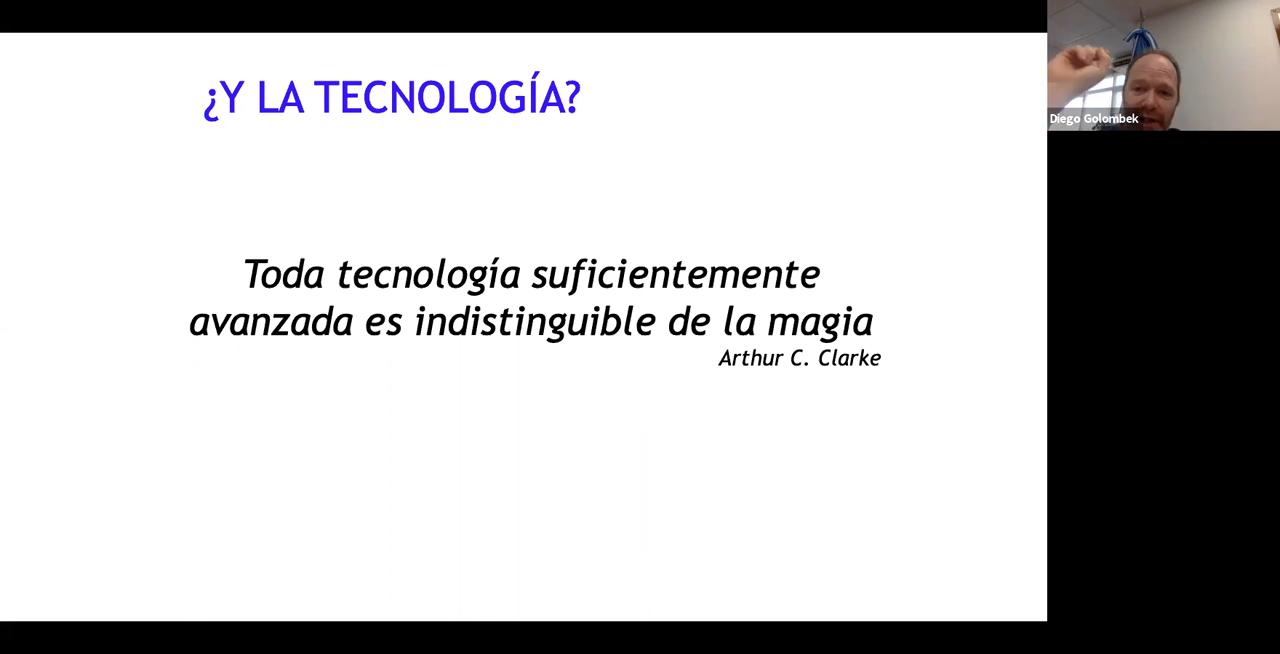 ¿Y LA TECNOLOGÍA?
Toda tecnología suficientemente
avanzada es indistinguible de la magia
Arthur C. Clarke
Diego Golombek